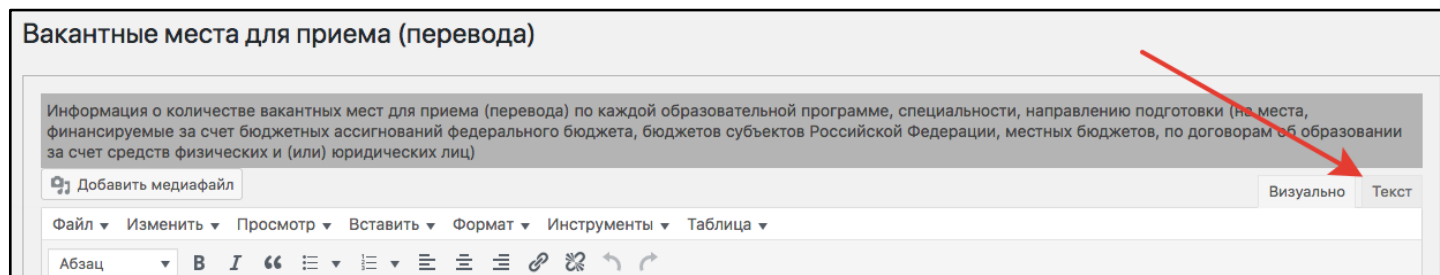 Вакантные места для приема (перевода)
Информация о количестве вакантных мест для приема (перевода) по каждой образовательной программе, специальности, направлению подготовки (на места,
финансируемые за счет бюджетных ассигнований федерального бюджета, бюджетов субъектов Российской Федерации, местных бюджетов, по договорам об образовании
за счет средств физических и (или) юридических лиц)
Добавить медиафайл
Визуально Текст
Файл Изменить Просмотр Вставить Формат Инструменты Таблица
Абзац B I